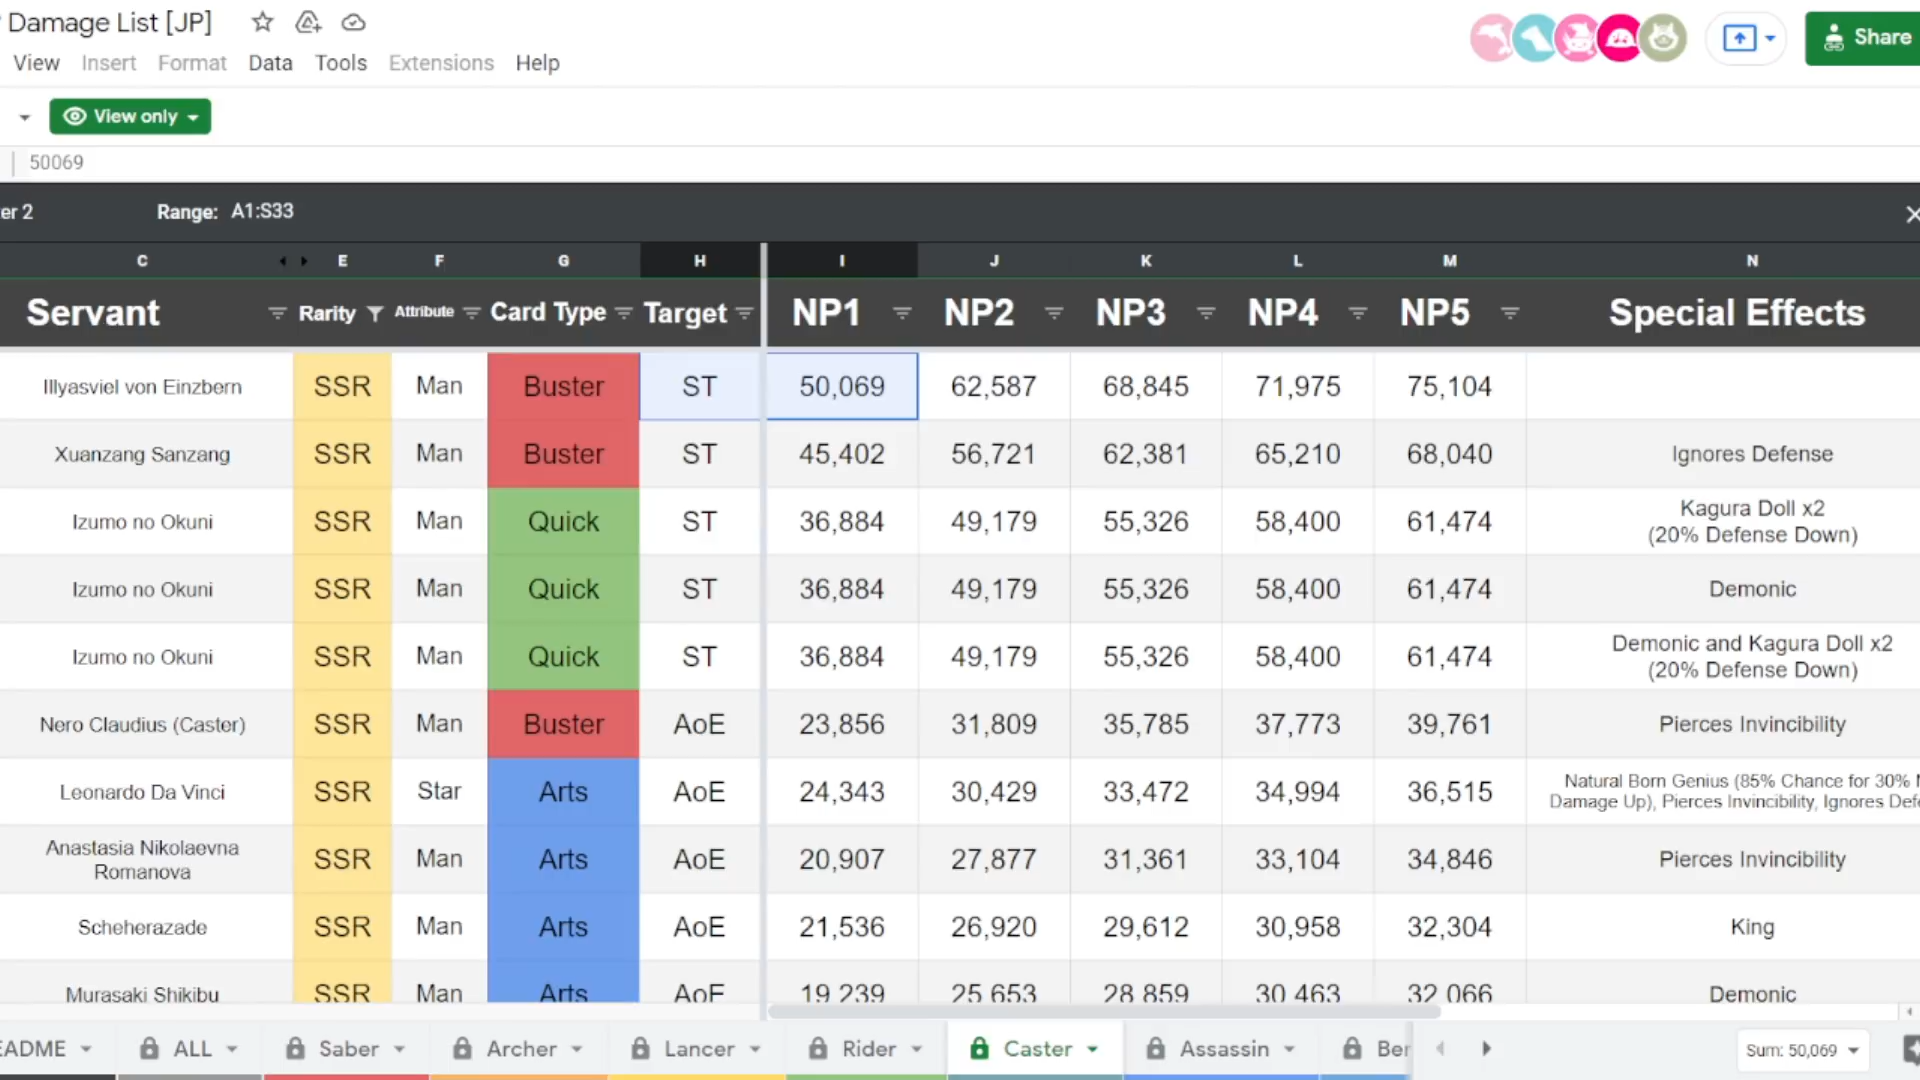 Damage List [JP]
View Insert Format Data Tools Extensions Help
Share
View only
50069
er 2 Range: A1:S33
C E F G H I J K L M N
Servant Rarity Attribute Card Type Target NP1 NP2 NP3 NP4 NP5 Special Effects
Illyasviel von Einzbern SSR Man Buster ST 50,069 62,587 68,845 71,975 75,104
Xuanzang Sanzang SSR Man Buster ST 45,402 56,721 62,381 65,210 68,040 Ignores Defense
Izumo no Okuni SSR Man Quick ST 36,884 49,179 55,326 58,400 61,474 Kagura Doll x2
(20% Defense Down)
Izumo no Okuni SSR Man Quick ST 36,884 49,179 55,326 58,400 61,474 Demonic
Izumo no Okuni SSR Man Quick ST 36,884 49,179 55,326 58,400 61,474 Demonic and Kagura Doll x2
(20% Defense Down)
Nero Claudius (Caster) SSR Man Buster AoE 23,856 31,809 35,785 37,773 39,761 Pierces Invincibility
Leonardo Da Vinci SSR Star Arts AoE 24,343 30,429 33,472 34,994 36,515 Natural Born Genius (85% Chance for 30%
Damage Up), Pierces Invincibility, Ignores Defe
Anastasia Nikolaevna
Romanova SSR Man Arts AoE 20,907 27,877 31,361 33,104 34,846 Pierces Invincibility
Scheherazade SSR Man Arts AoE 21,536 26,920 29,612 30,958 32,304 King
Murasaki Shikibu SSR Man Arts AoE 19,239 25,653 28,859 30,463 32,066 Demonic
EADME ALL Saber Archer Lancer Rider Caster Assassin Ber Sum: 50,069